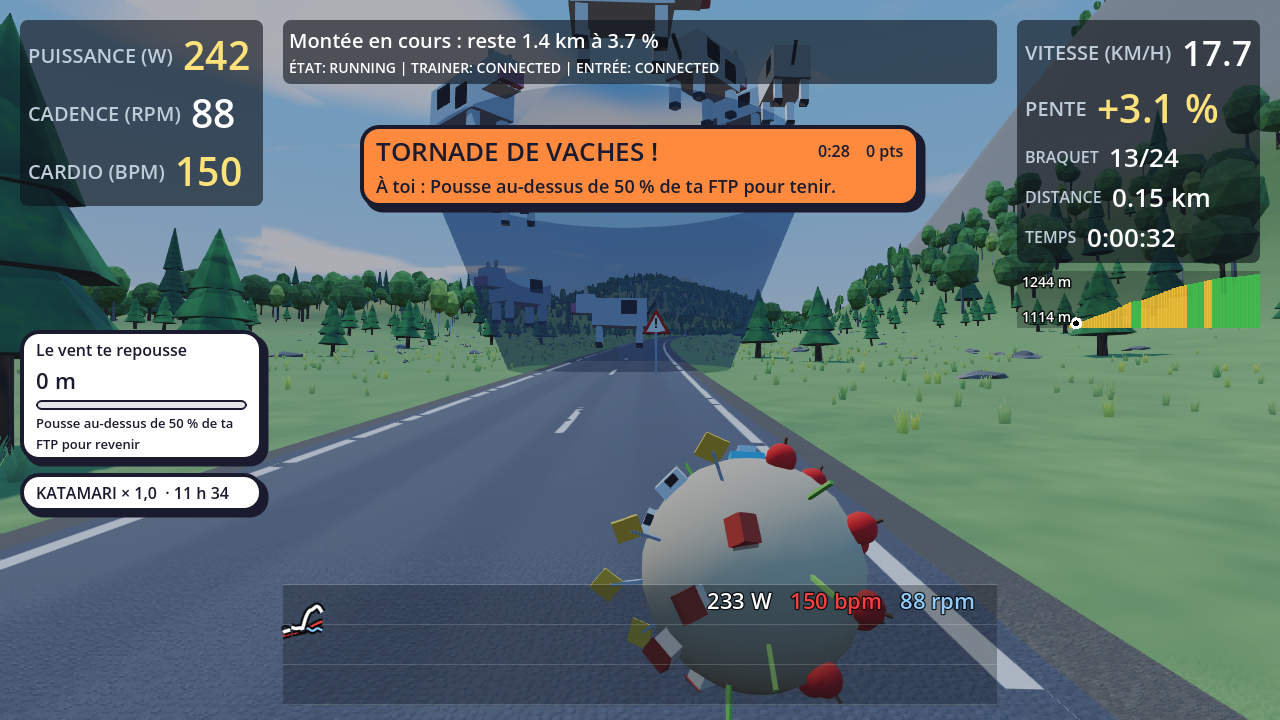 PUISSANCE (W) 242
CADENCE (RPM) 88
CARDIO (BPM) 150
Montée en cours : reste 1.4 km à 3.7 %
ÉTAT: RUNNING | TRAINER: CONNECTED | ENTRÉE: CONNECTED
TORNADE DE VACHES ! 0:28 0 pts
À toi : Pousse au-dessus de 50 % de ta FTP pour tenir.
VITESSE (KM/H) 17.7
PENTE +3.1 %
BRAQUET 13/24
DISTANCE 0.15 km
TEMPS 0:00:32
1244 m
1114 m
Le vent te repousse
0 m
Pousse au-dessus de 50 % de ta
FTP pour revenir
KATAMARI × 1,0 · 11 h 34
233 W 150 bpm 88 rpm